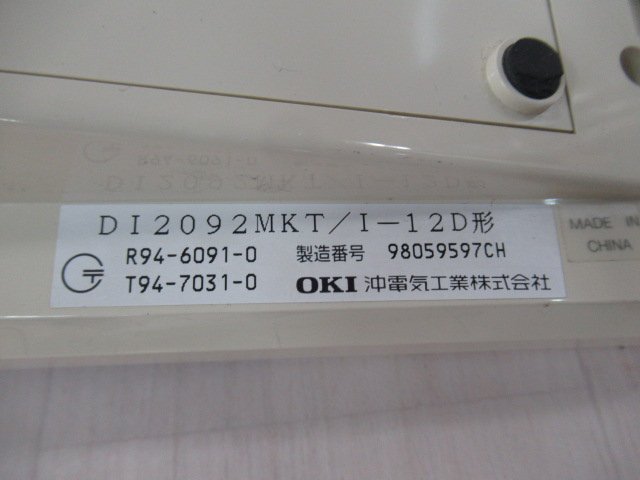 DI2092MKT/I-12D形
R94-6091-0 製造番号 98059597CH
T94-7031-0 OKI 沖電気工業株式会社
MADE IN
CHINA